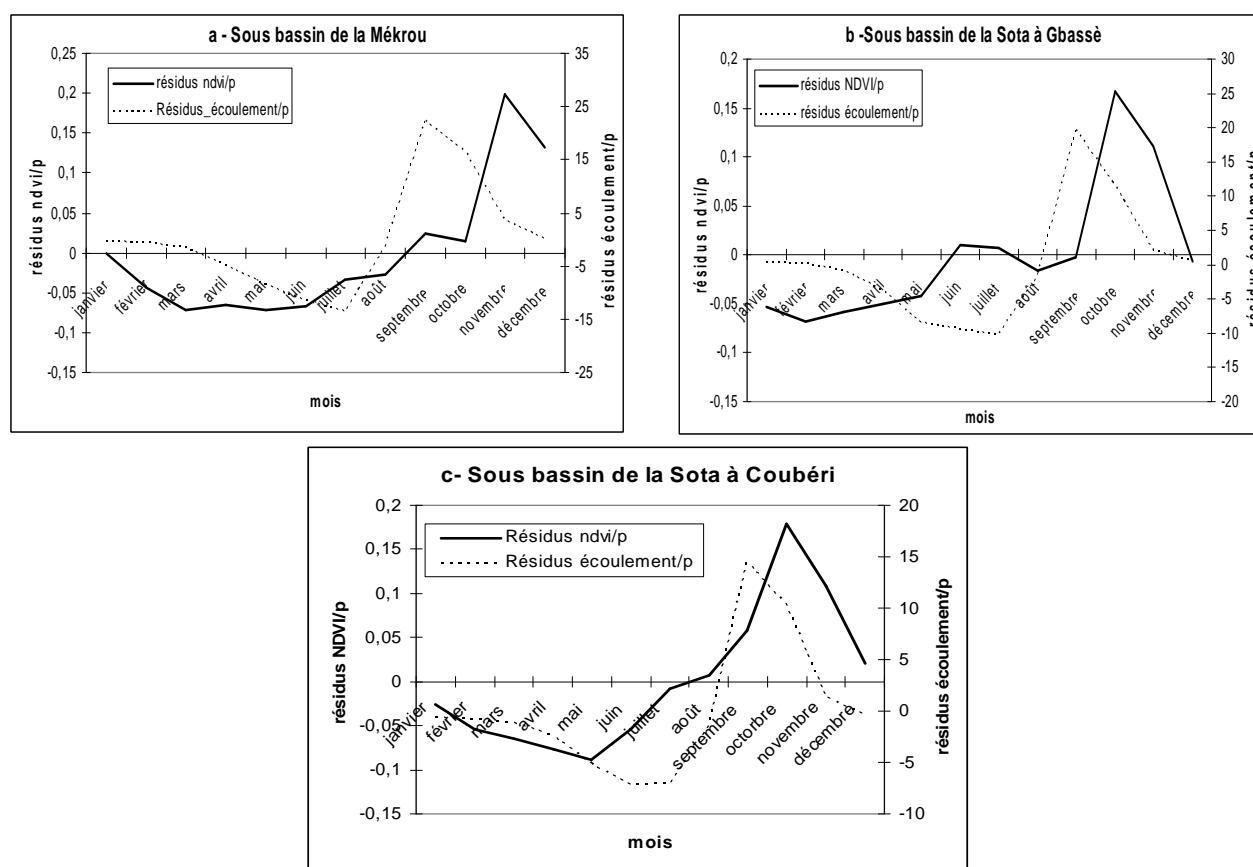 a - Sous bassin de la Mékrou
résidus ndvi/p
Résidus_écoulement/p
0,25
0,2
0,15
0,1
0,05
0
-0,05
-0,1
-0,15
35
25
15
5
-5
-15
-25
résidus ndvi/p
résidus écoulement/p
janvier
février
mars
avril
mai
juin
juillet
août
septembre
octobre
novembre
décembre
mois
b -Sous bassin de la Sota à Gbassè
résidus NDVI/p
résidus écoulement/p
0,2
0,15
0,1
0,05
0
-0,05
-0,1
-0,15
30
25
20
15
10
5
0
-5
-10
-15
-20
résidus ndvi/p
résidus écoulement/p
janvier
février
mars
avril
mai
juin
juillet
août
septembre
octobre
novembre
décembre
mois
c- Sous bassin de la Sota à Coubéri
Résidus ndvi/p
Résidus écoulement/p
0,2
0,15
0,1
0,05
0
-0,05
-0,1
-0,15
20
15
10
5
0
-5
-10
résidus NDVI/p
résidus écoulement/p
janvier
février
mars
avril
mai
juin
juillet
août
septembre
octorbre
novembre
décembre
mois